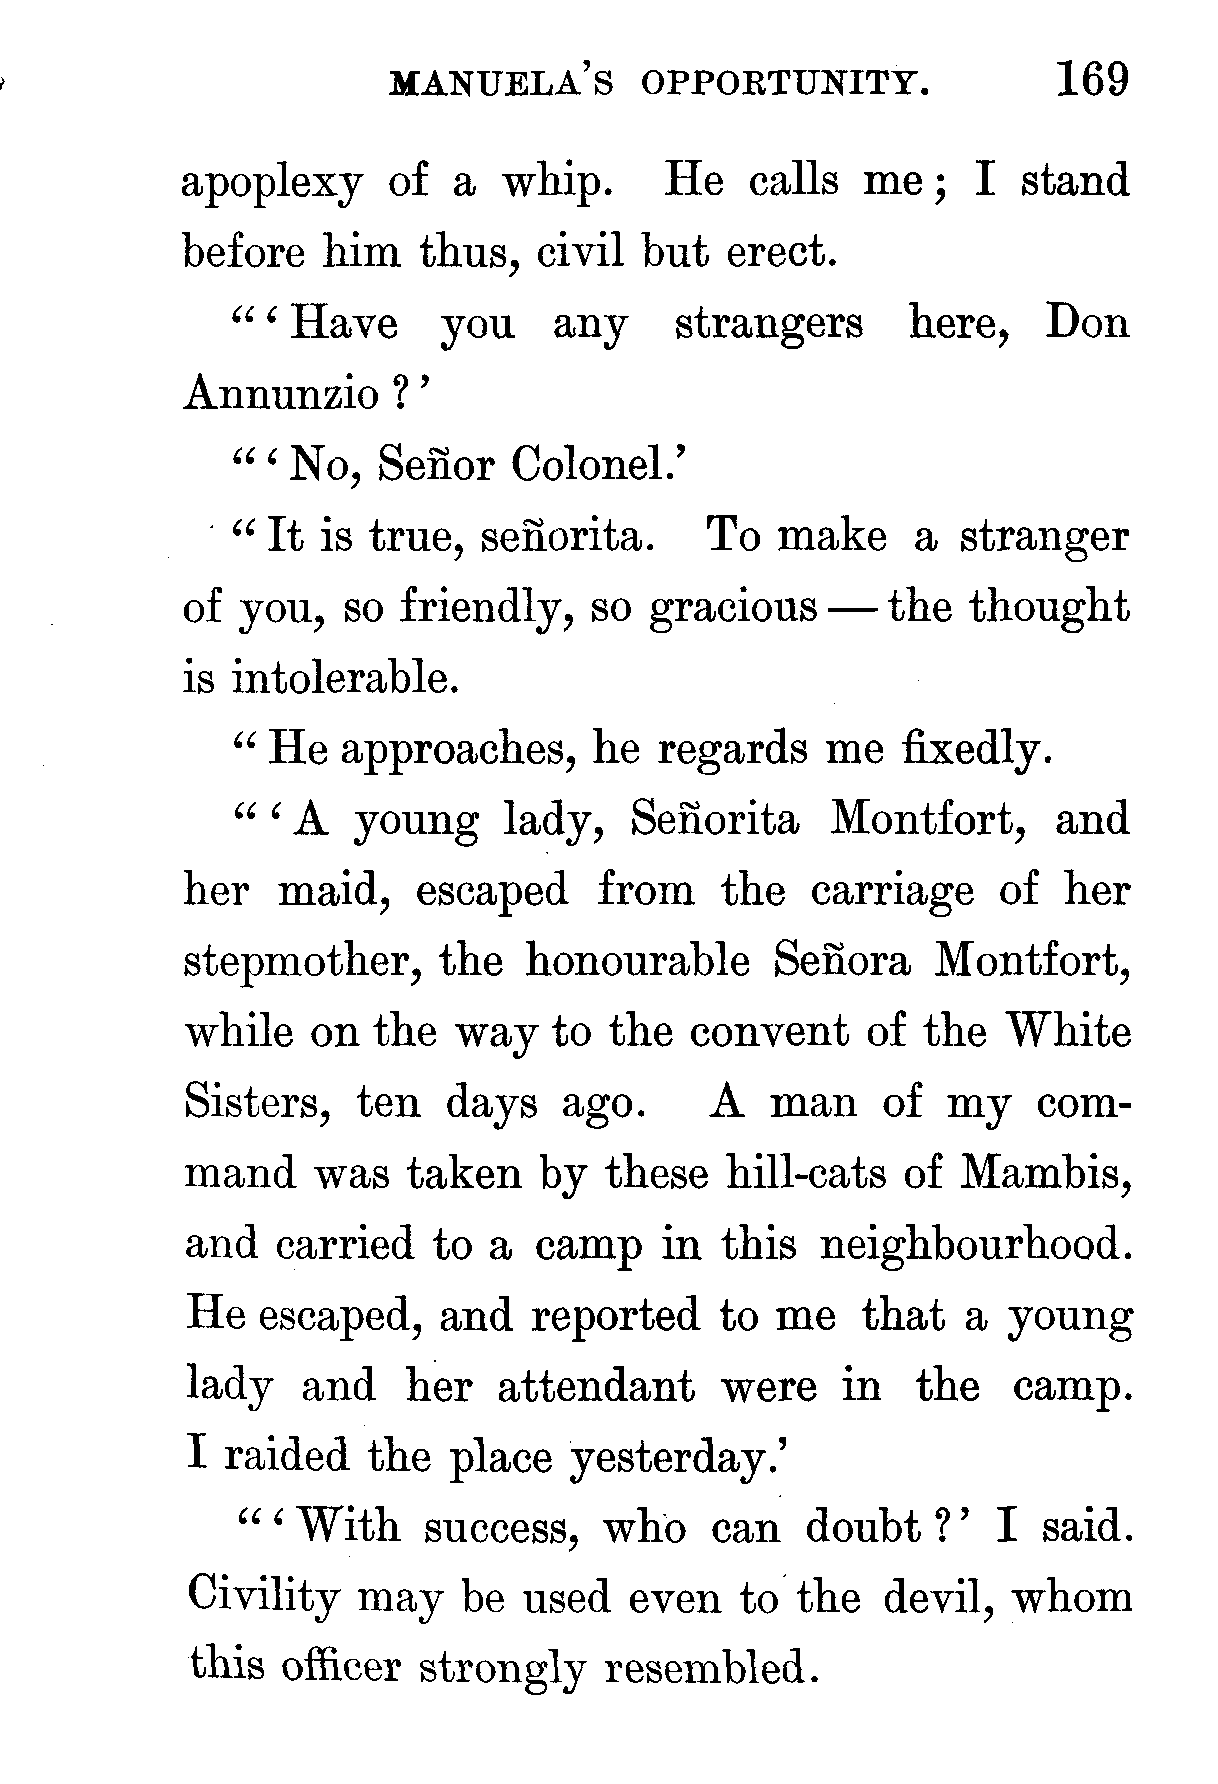 MANUELA'S OPPORTUNITY. 169
apoplexy of a whip. He calls me; I stand
before him thus, civil but erect.
"'Have you any strangers here, Don
Annunzio?'
"'No, Señor Colonel.'
"It is true, señorita. To make a stranger
of you, so friendly, so gracious — the thought
is intolerable.
"He approaches, he regards me fixedly.
"'A young lady, Señorita Montfort, and
her maid, escaped from the carriage of her
stepmother, the honourable Señora Montfort,
while on the way to the convent of the White
Sisters, ten days ago. A man of my com-
mand was taken by these hill-cats of Mambis,
and carried to a camp in this neighbourhood.
He escaped, and reported to me that a young
lady and her attendant were in the camp.
I raided the place yesterday.'
"'With success, who can doubt?' I said.
Civility may be used even to the devil, whom
this officer strongly resembled.